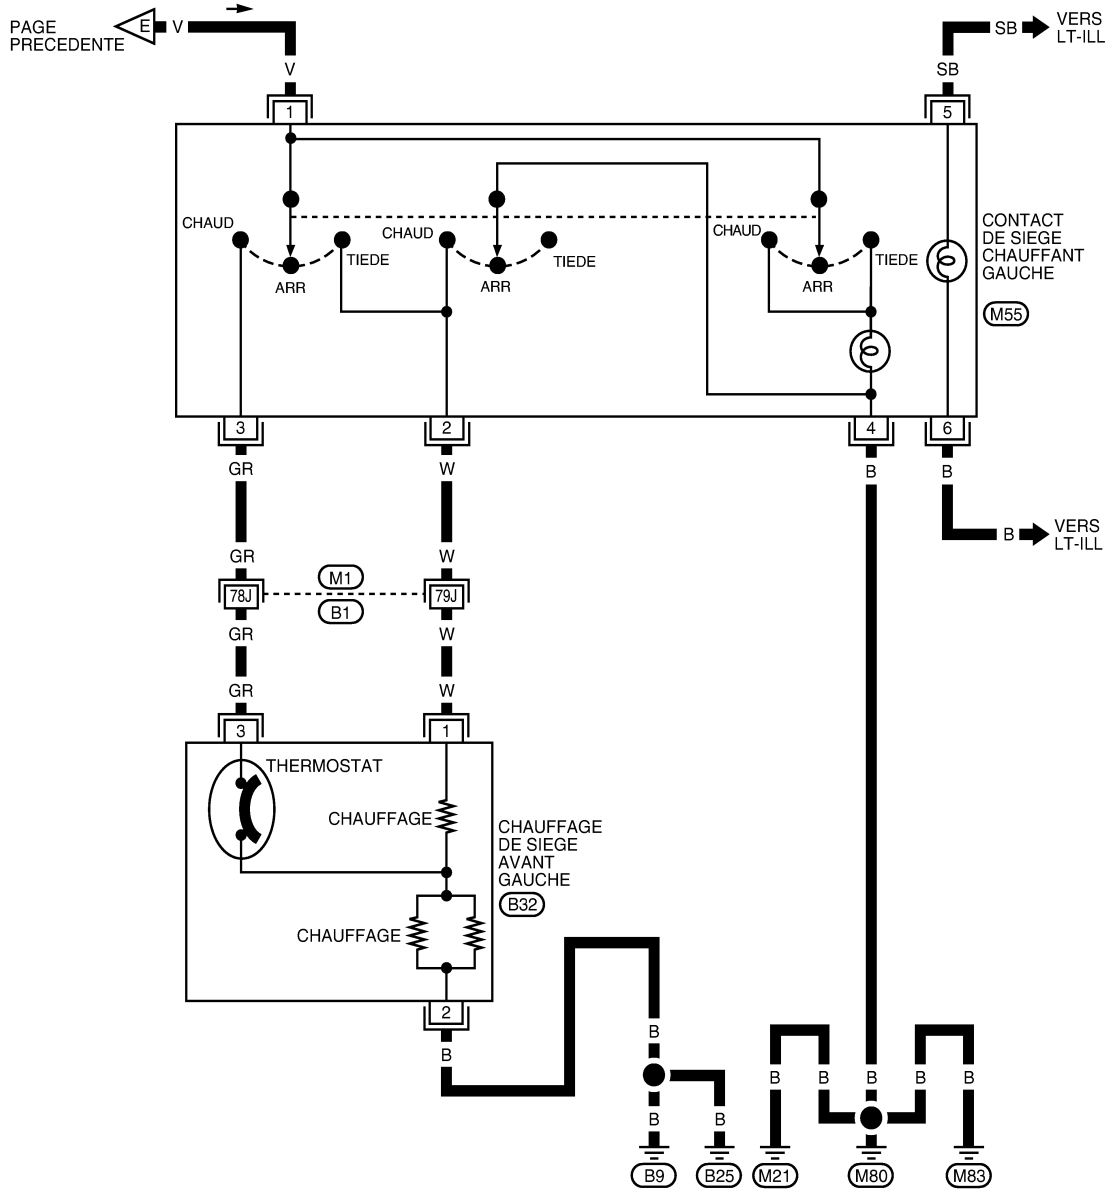 PAGE
PRECEDENTE
E
V
V
SB
VERS
LT-ILL
SB
1
5
CHAUD
TIEDE
ARR
CHAUD
TIEDE
ARR
CHAUD
TIEDE
ARR
CONTACT
DE SIEGE
CHAUFFANT
GAUCHE
M55
3
2
4
6
GR
W
B
B
B
VERS
LT-ILL
GR
W
M1
78J
79J
B1
GR
W
GR
W
3
1
THERMOSTAT
CHAUFFAGE
CHAUFFAGE
DE SIEGE
AVANT
GAUCHE
B32
CHAUFFAGE
2
B
B
B
B
B
B
B
B
B
B9
B25
M21
M80
M83